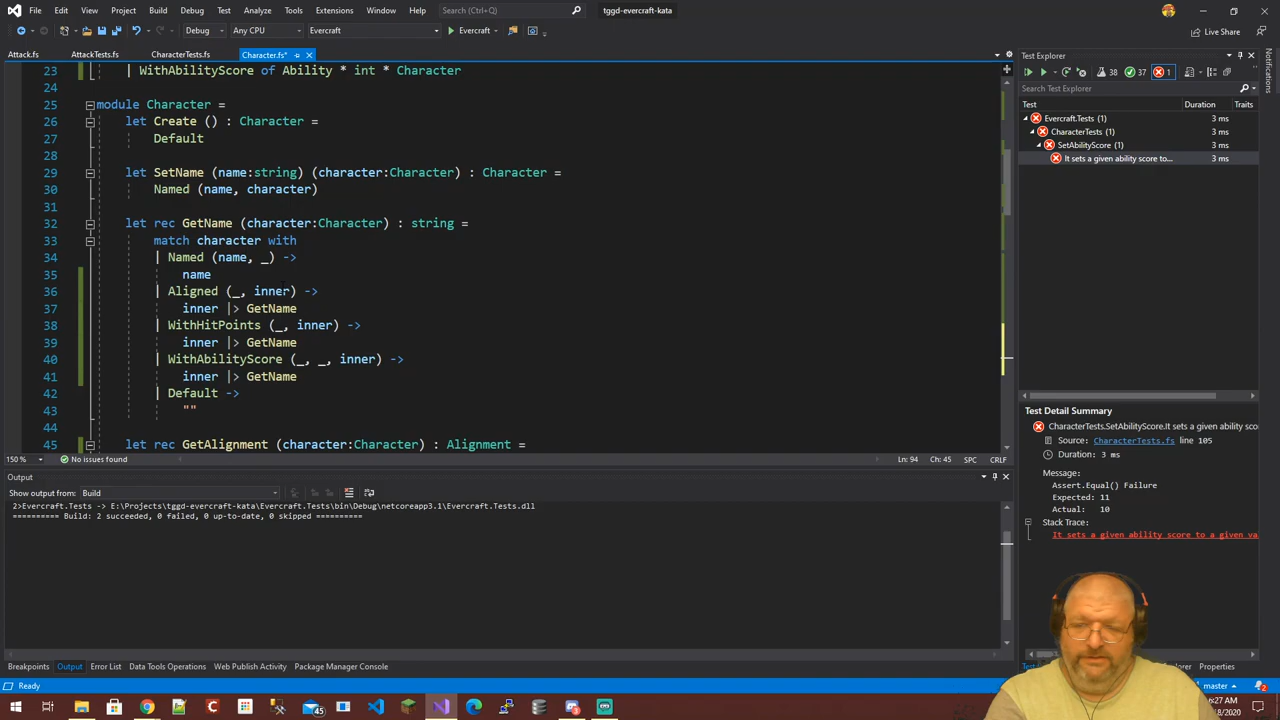 File Edit View Git Project Build Debug Test Analyze Tools Extensions Window Help Search (Ctrl+Q) tggd-evercraft-kata
Debug Any CPU Evercraft Evercraft Live Share
Attack.fs AttackTests.fs CharacterTests.fs Character.fs*
23 | WithAbilityScore of Ability * int * Character
24
25 module Character =
26 let Create () : Character =
27 Default
28
29 let SetName (name:string) (character:Character) : Character =
30 Named (name, character)
31
32 let rec GetName (character:Character) : string =
33 match character with
34 | Named (name, _) ->
35 name
36 | Aligned (_, inner) ->
37 inner |> GetName
38 | WithHitPoints (_, inner) ->
39 inner |> GetName
40 | WithAbilityScore (_, _, inner) ->
41 inner |> GetName
42 | Default ->
43 ""
44
45 let rec GetAlignment (character:Character) : Alignment =
150 % No issues found Ln: 94 Ch: 45 SPC CRLF
Output
Show output from: Build
2>Evercraft.Tests -> E:\Projects\tggd-evercraft-kata\Evercraft.Tests\bin\Debug\netcoreapp3.1\Evercraft.Tests.dll
========== Build: 2 succeeded, 0 failed, 0 up-to-date, 0 skipped ==========
Breakpoints Output Error List Data Tools Operations Web Publish Activity Package Manager Console
Ready
Test Explorer
38 37 1
Search Test Explorer
Test Duration Traits
Evercraft.Tests (1) 3 ms
CharacterTests (1) 3 ms
SetAbilityScore (1) 3 ms
It sets a given ability score to... 3 ms
Test Detail Summary
CharacterTests.SetAbilityScore.It sets a given ability sco
Source: CharacterTests.fs line 105
Duration: 3 ms
Message:
Assert.Equal() Failure
Expected: 11
Actual: 10
Stack Trace:
It sets a given ability score to a given va
Properties
master 2
Notifications
45